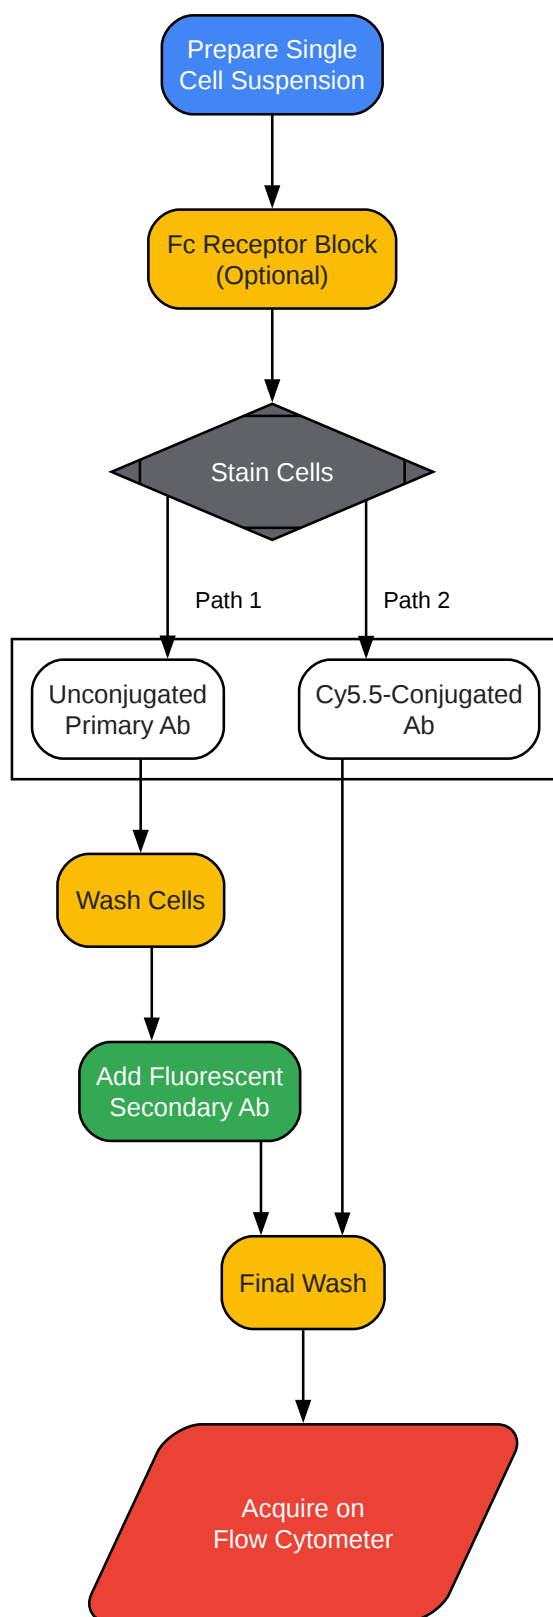 Prepare Single
Cell Suspension
Fc Receptor Block
(Optional)
Stain Cells
Path 1
Path 2
Unconjugated
Primary Ab
Cy5.5-Conjugated
Ab
Wash Cells
Add Fluorescent
Secondary Ab
Final Wash
Acquire on
Flow Cytometer